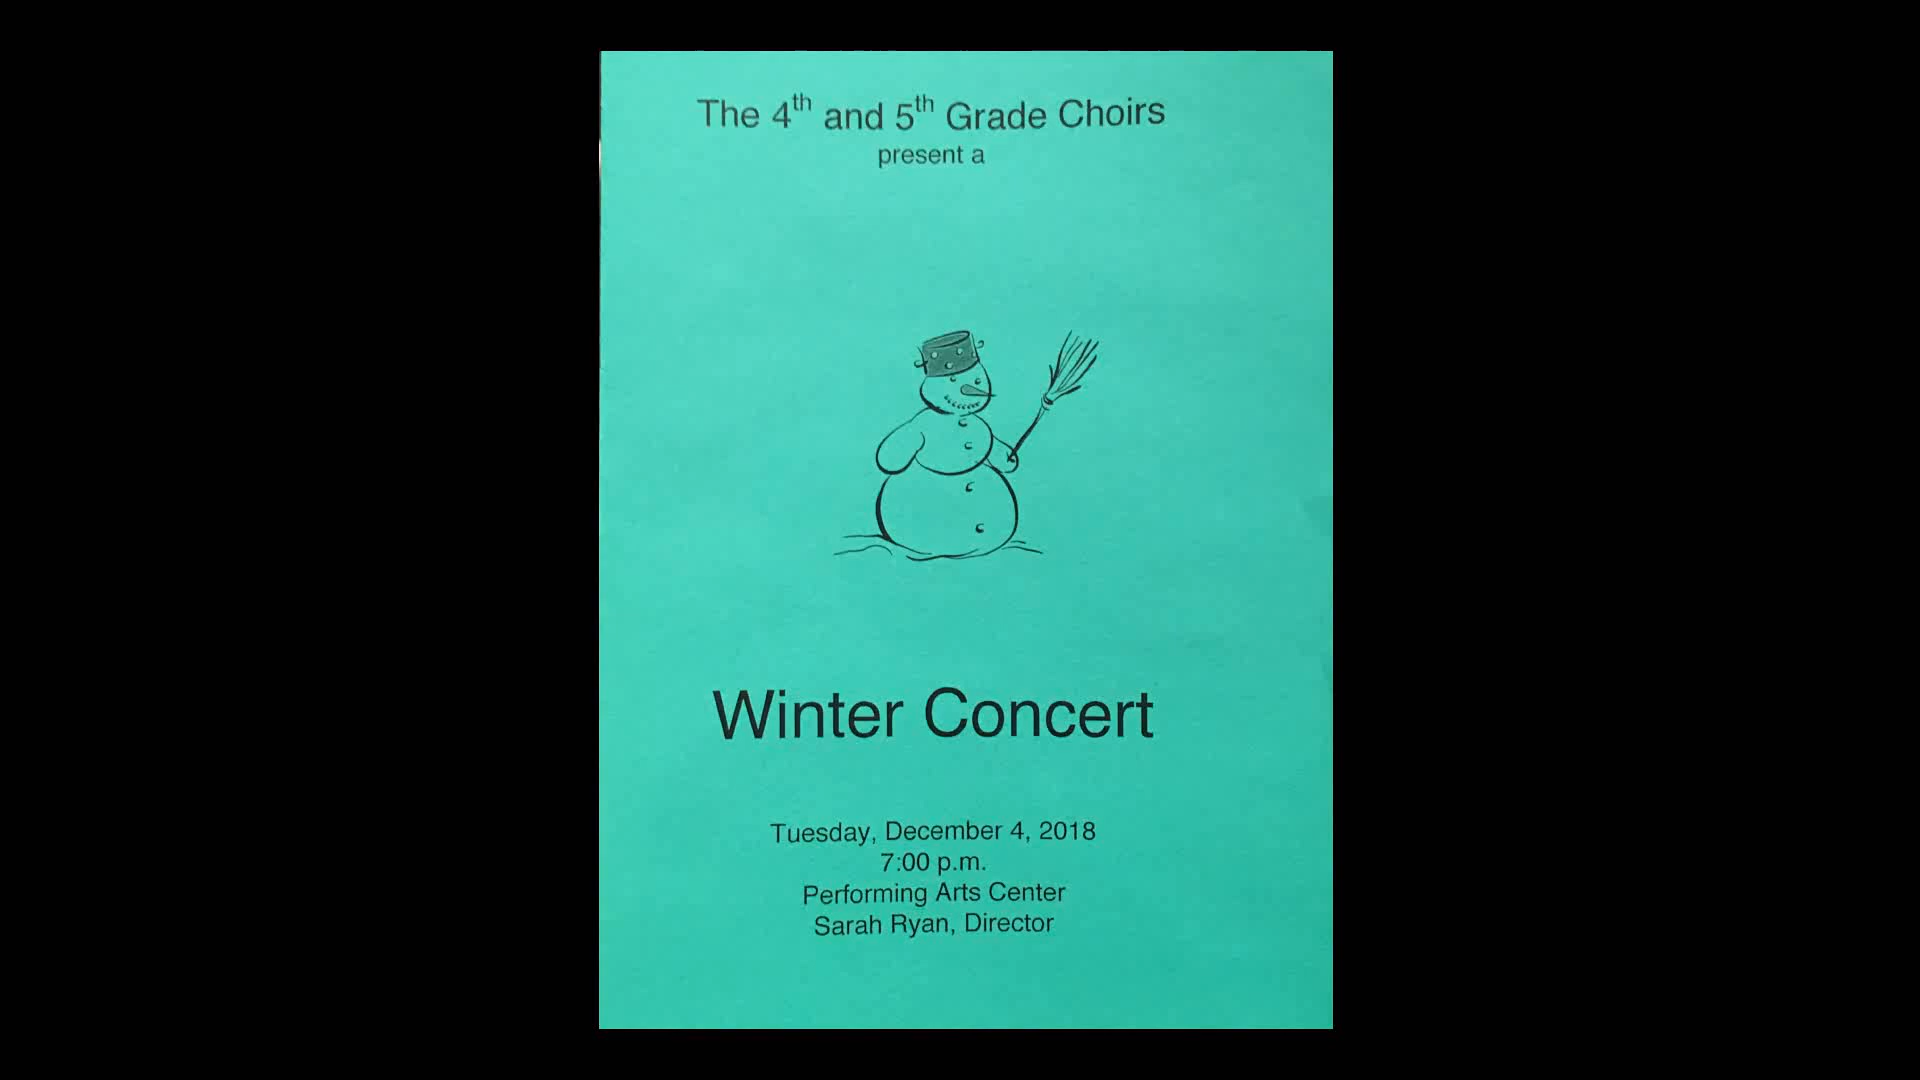 The 4th and 5th Grade Choirs
present a
Winter Concert
Tuesday, December 4, 2018
7:00 p.m.
Performing Arts Center
Sarah Ryan, Director